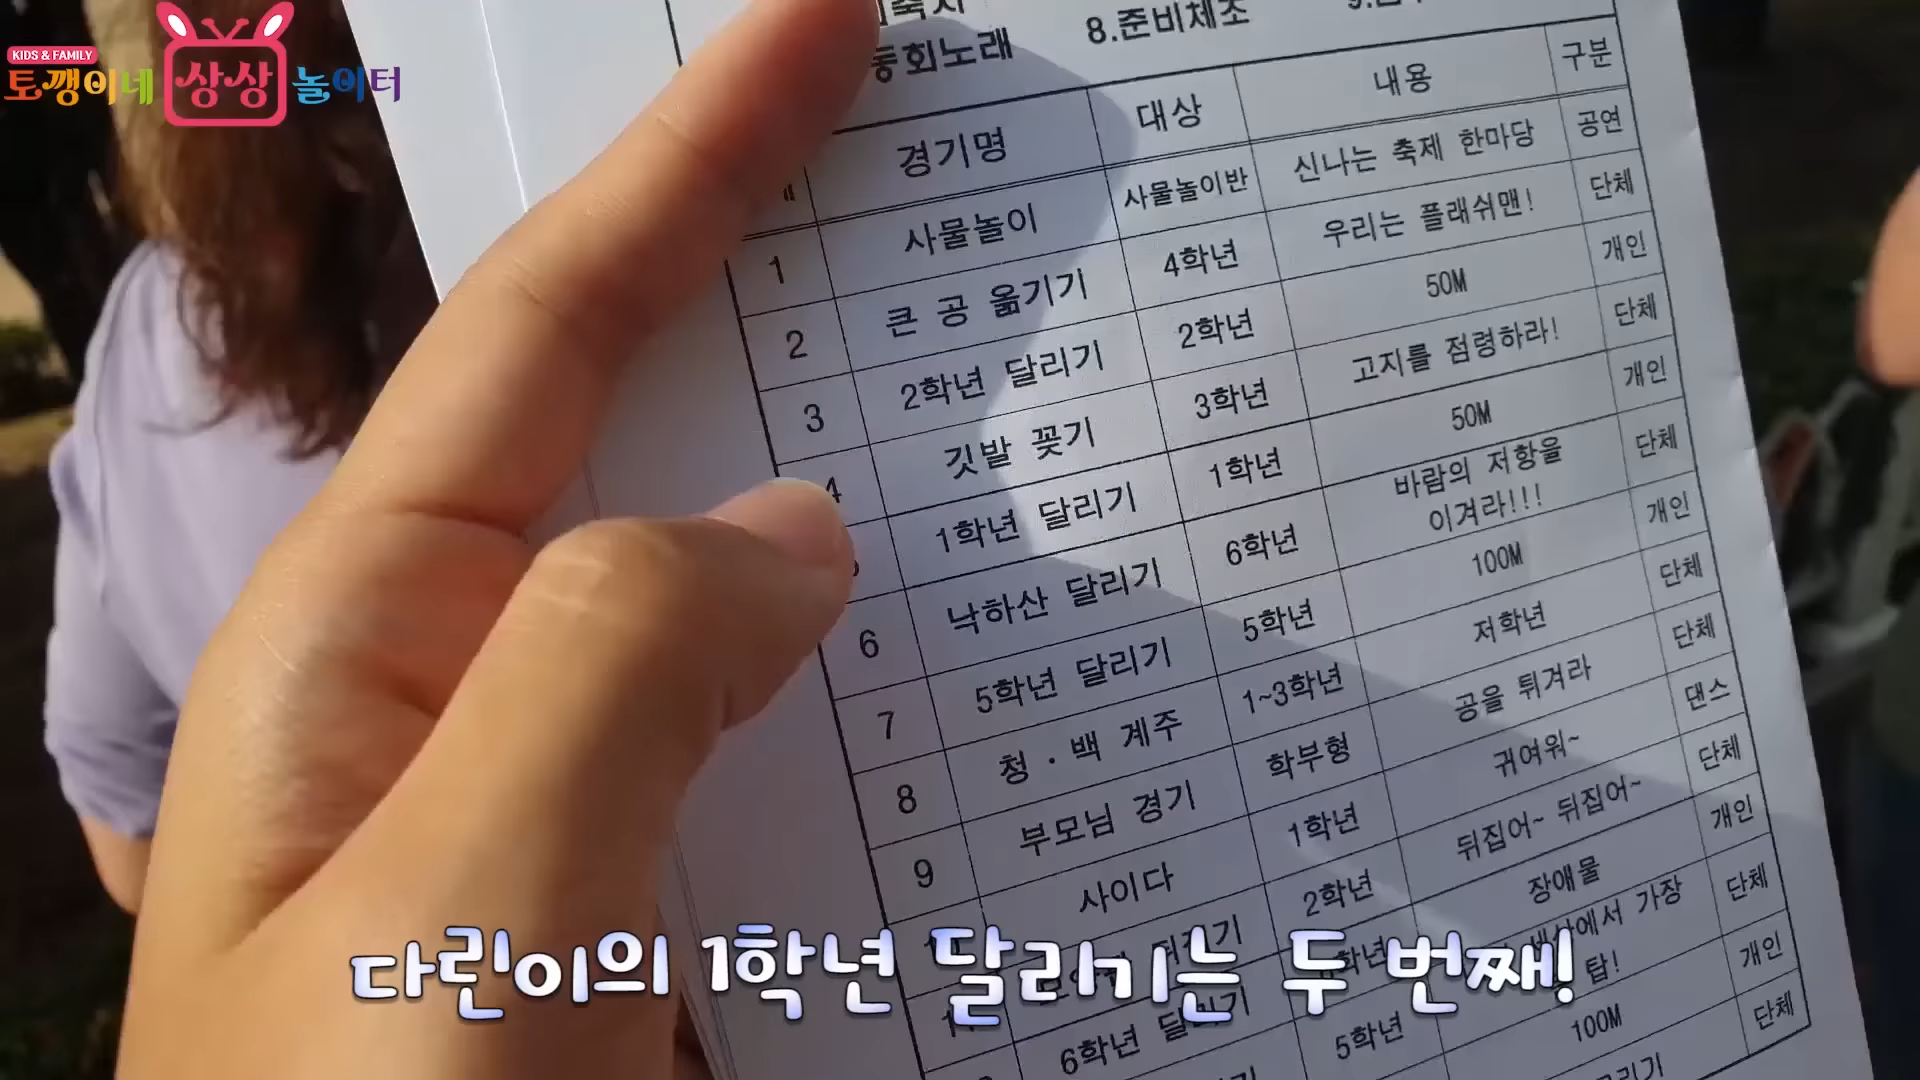 KIDS & FAMILY
토깽이네 상상 놀이터
동회노래 8.준비체조
경기명 대상 내용 구분
1 사물놀이 사물놀이반 신나는 축제 한마당 공연
2 큰 공 옮기기 4학년 우리는 플래쉬맨! 단체
3 2학년 달리기 2학년 50M 개인
4 깃발 꽂기 3학년 고지를 점령하라! 단체
1학년 달리기 1학년 50M 개인
6 낙하산 달리기 6학년 바람의 저항을 단체
이겨라!!!
7 5학년 달리기 5학년 100M 개인
8 청·백 계주 1~3학년 저학년 단체
9 부모님 경기 학부형 공을 튀겨라 단체
사이다 1학년 귀여워~ 댄스
2학년 뒤집어~ 뒤집어~ 단체
장애물 개인
가장 단체
탑!
6학년 5학년 100M 개인
단체
다린이의 1학년 달리기는 두 번째!